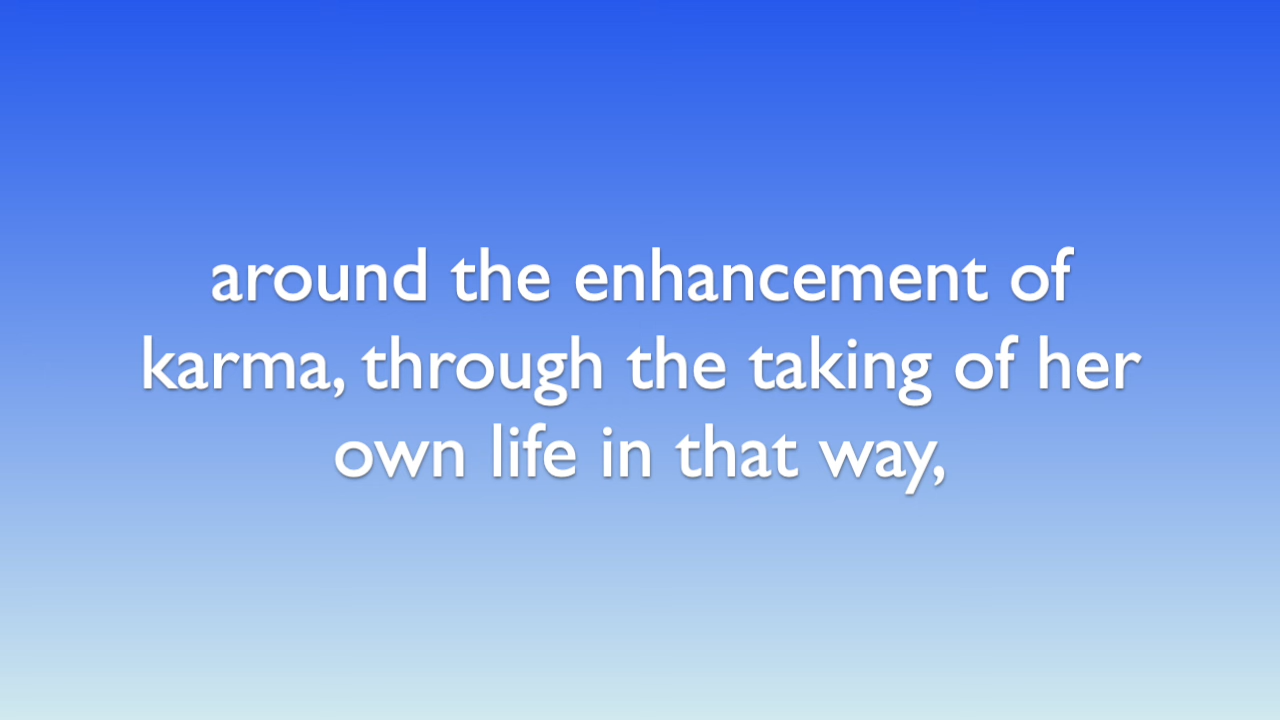 around the enhancement of
karma, through the taking of her
own life in that way,